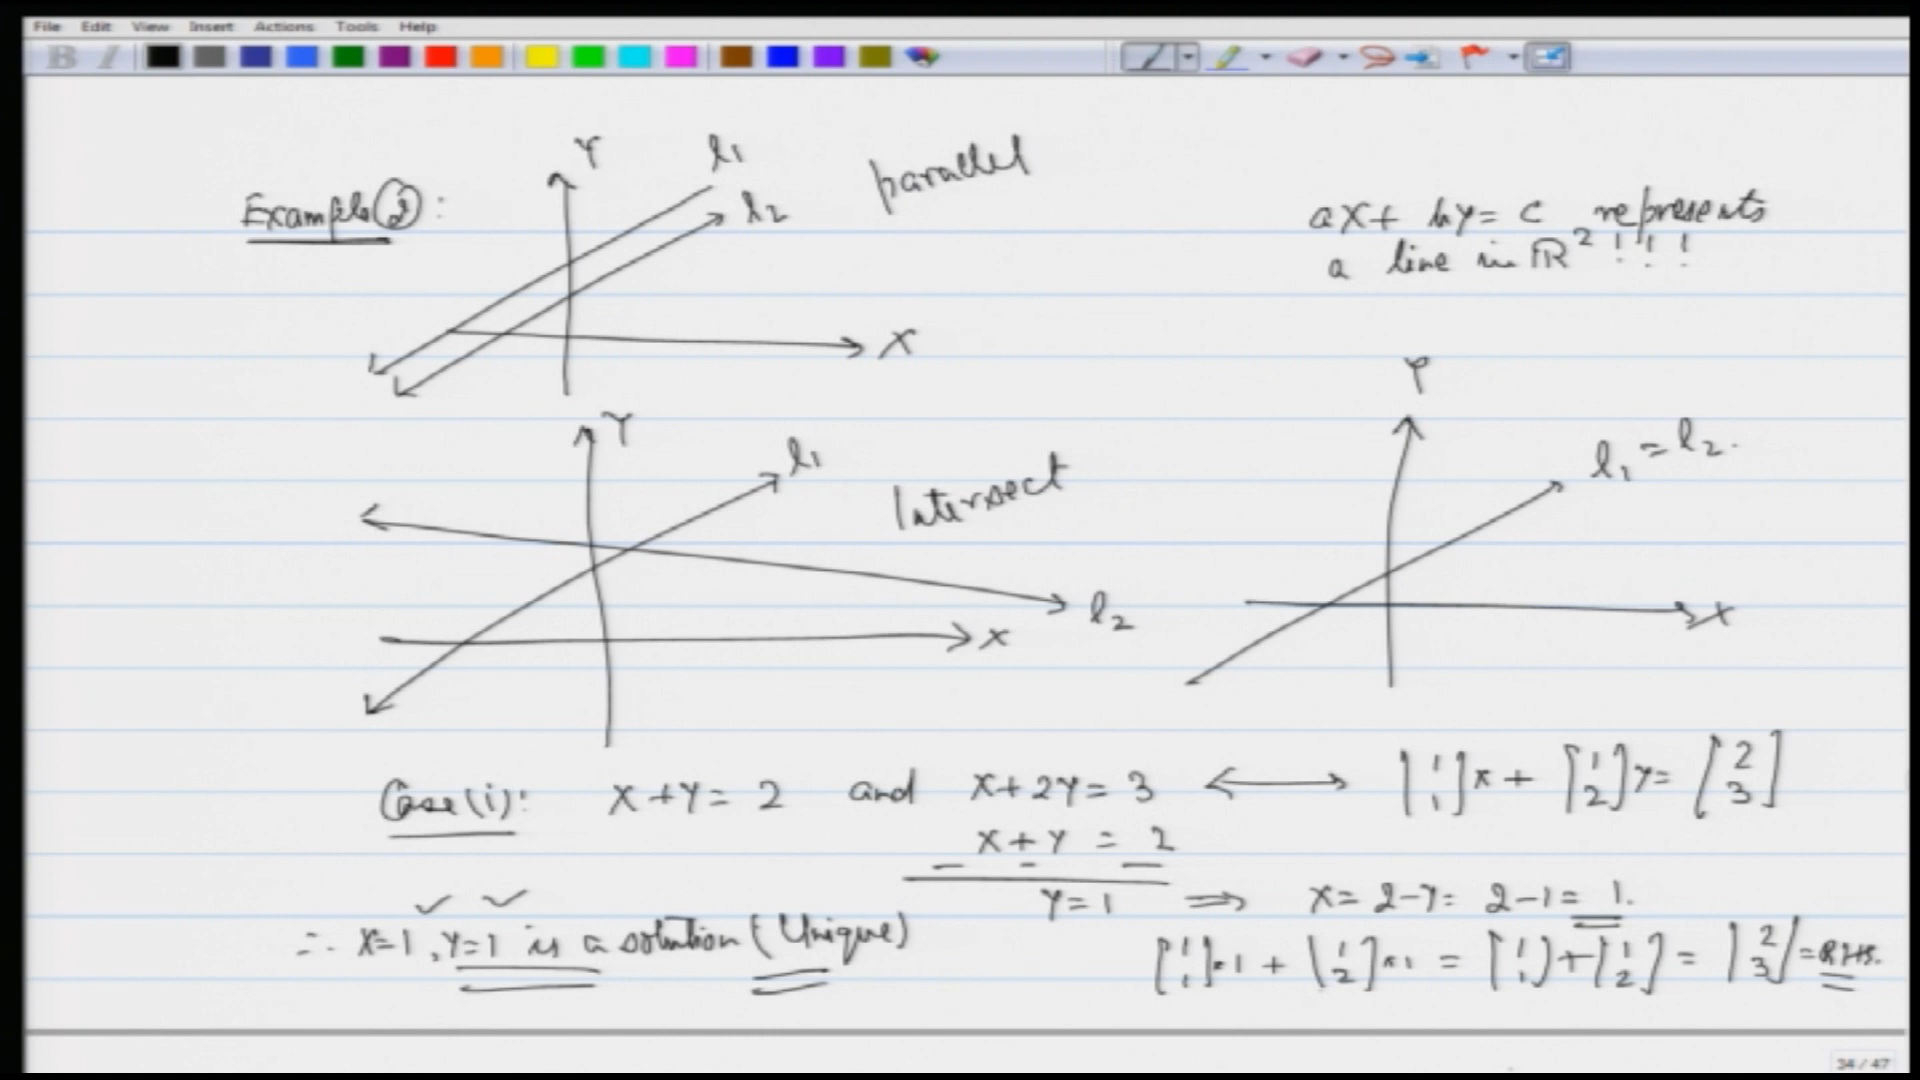 File Edit View Insert Actions Tools Help
B I
Example ②:
Y
l₁
l₂
parallel
X
ax + by = c represents
a line in ℝ² !!!
Y
l₁
Intersect
l₂
X
Y
l₁ = l₂.
X
Case(i): x + y = 2 and x + 2y = 3 ⟷ [1 1]x + [1 2]y = [2 3]
x + y = 2
− − −
y = 1 ⇒ x = 2 − y = 2 − 1 = 1.
✓ ✓
∴ x = 1, y = 1 is a solution (Unique)
[1 1]·1 + [1 2]·1 = [1 1] + [1 2] = [2 3] = RHS.
34 / 47